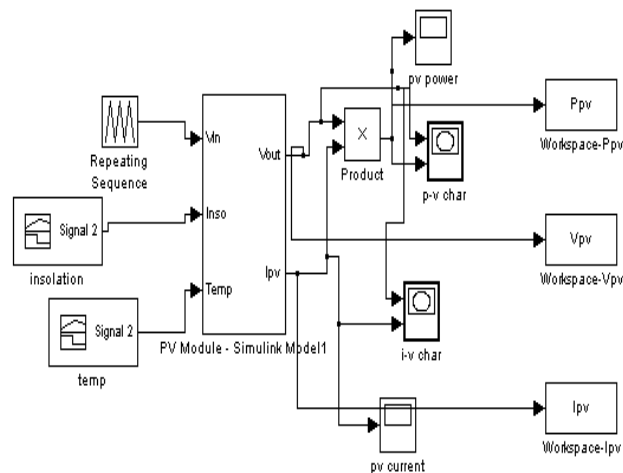 pv power
Ppv
Workspace-Ppv
Repeating
Sequence
Vin
Vout
X
Product
p-v char
Signal 2
insolation
Inso
Vpv
Workspace-Vpv
Ipv
Signal 2
temp
Temp
PV Module - Simulink Model1
i-v char
pv current
Ipv
Workspace-Ipv